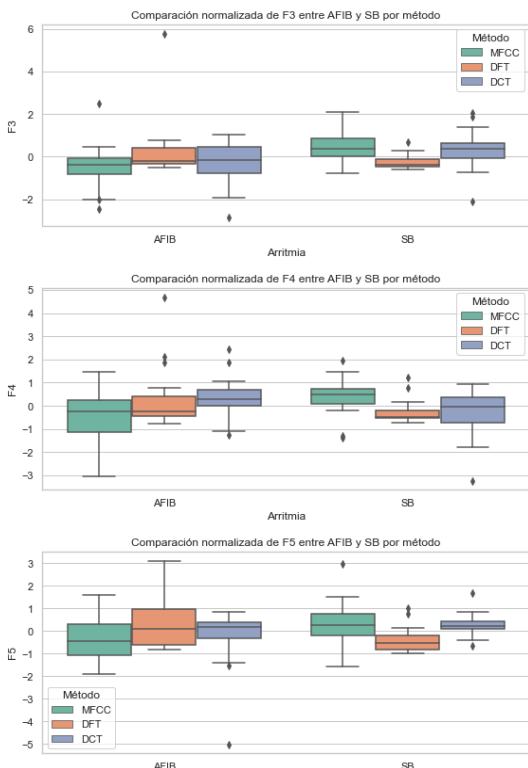 Comparación normalizada de F3 entre AFIB y SB por método
6
4
2
0
−2
F3
Método
MFCC
DFT
DCT
AFIB
SB
Arritmia
Comparación normalizada de F4 entre AFIB y SB por método
5
4
3
2
1
0
−1
−2
−3
F4
Método
MFCC
DFT
DCT
AFIB
SB
Arritmia
Comparación normalizada de F5 entre AFIB y SB por método
3
2
1
0
−1
−2
−3
−4
−5
F5
Método
MFCC
DFT
DCT
AFIB
SB